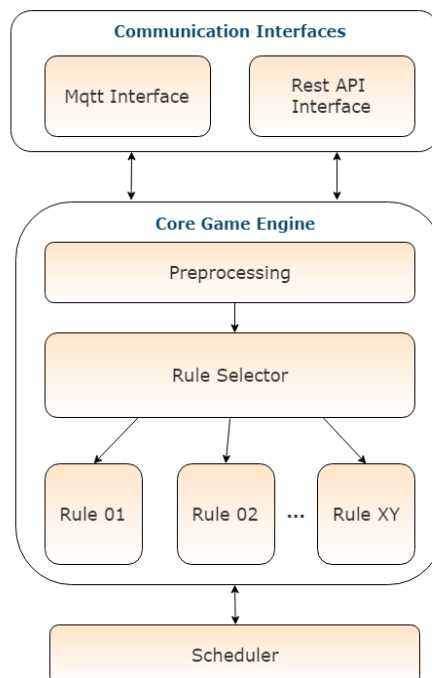 Communication Interfaces
Mqtt Interface
Rest API
Interface
Core Game Engine
Preprocessing
Rule Selector
Rule 01
Rule 02
...
Rule XY
Scheduler